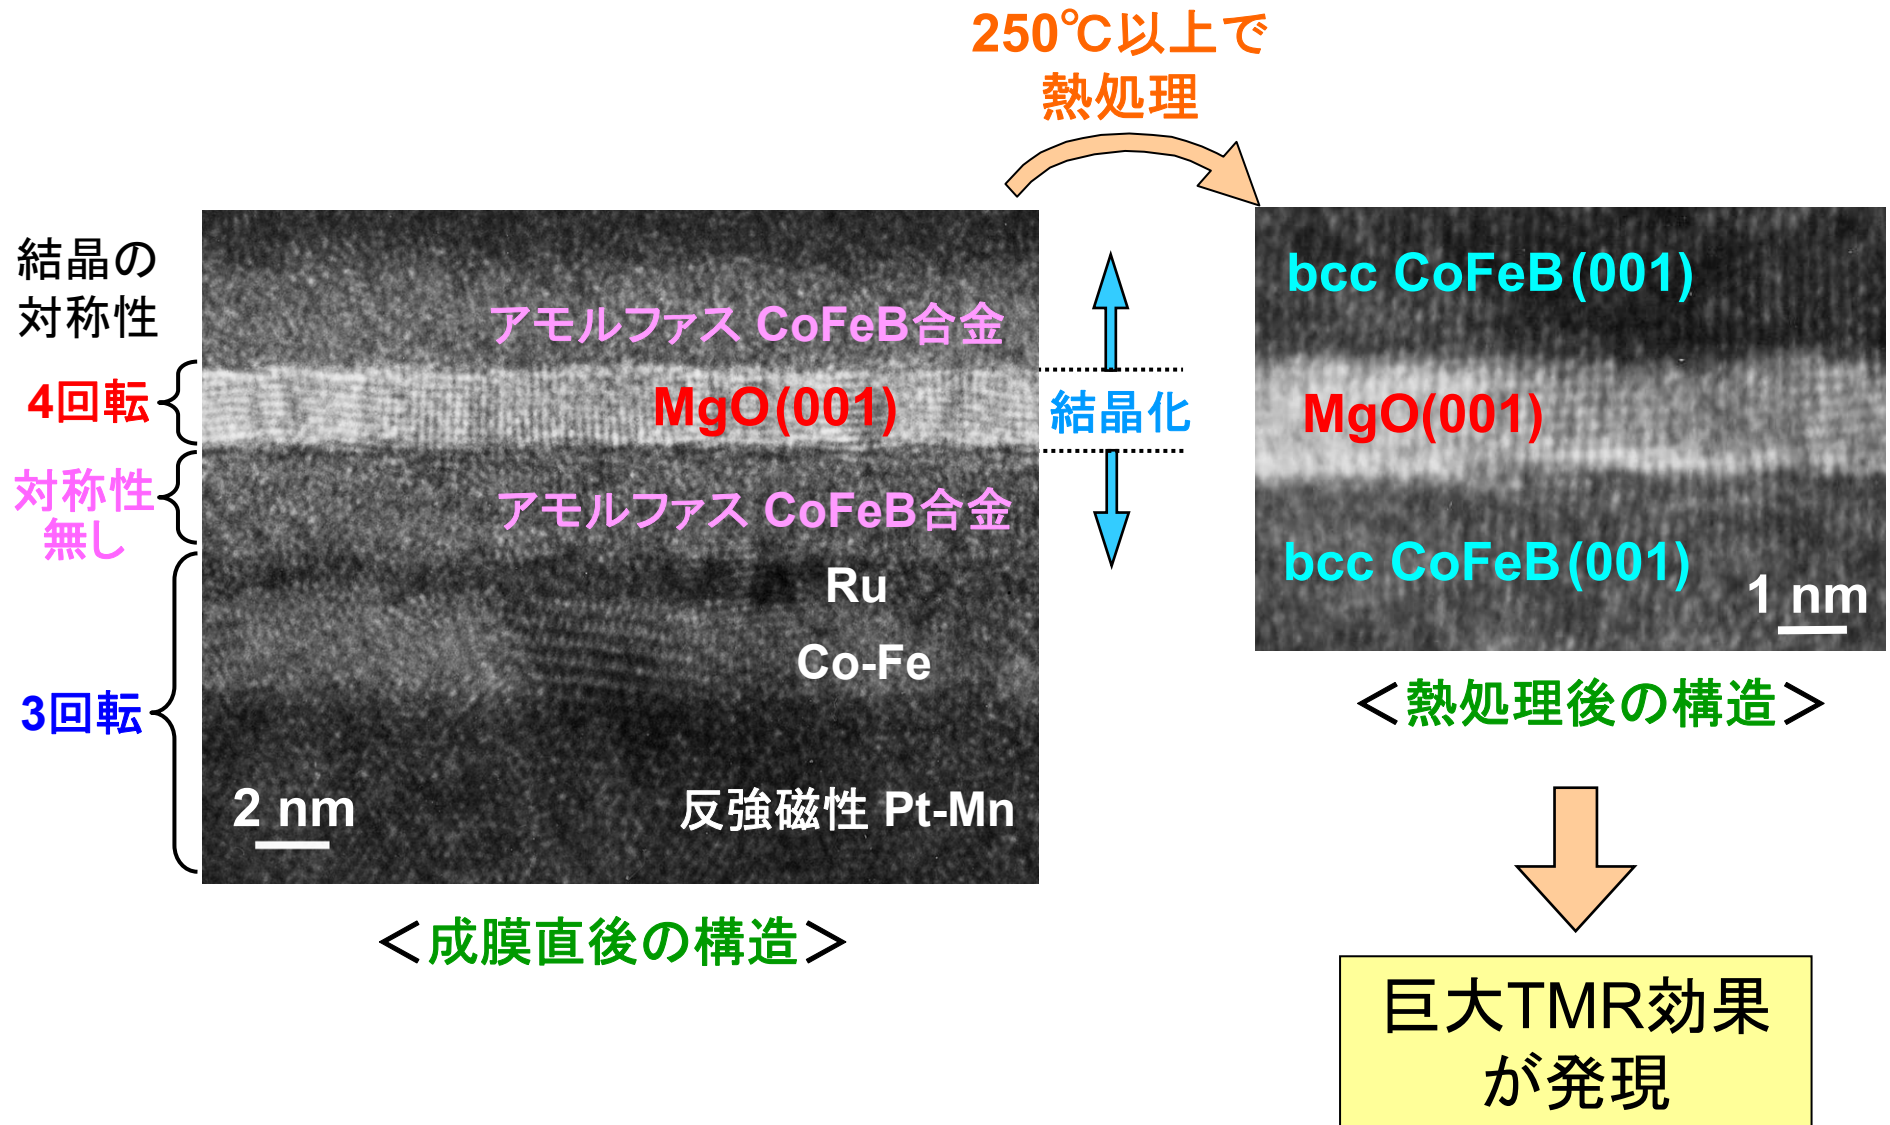 250℃以上で
熱処理
結晶の
対称性
4回転
対称性
無し
3回転
アモルファス CoFeB合金
MgO(001)
アモルファス CoFeB合金
Ru
Co-Fe
反強磁性 Pt-Mn
2 nm
＜成膜直後の構造＞
結晶化
bcc CoFeB(001)
MgO(001)
bcc CoFeB(001)
1 nm
＜熱処理後の構造＞
巨大TMR効果
が発現